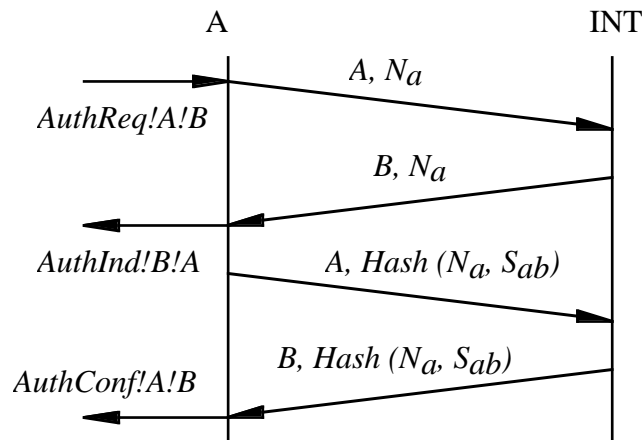 A INT
A, Na
AuthReq!A!B
B, Na
AuthInd!B!A
A, Hash (Na, Sab)
B, Hash (Na, Sab)
AuthConf!A!B